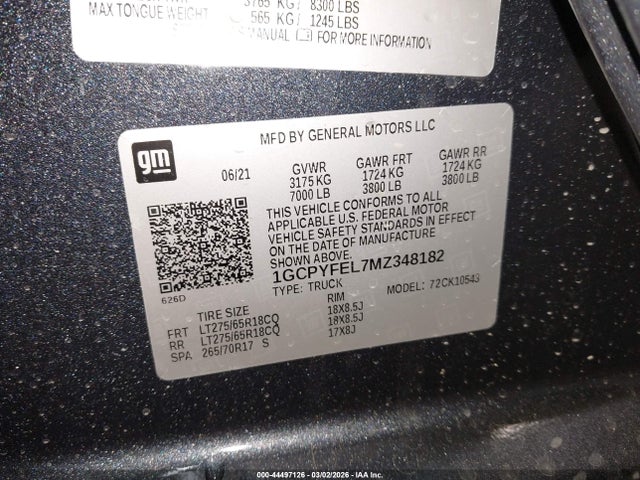 3765 KG / 8300 LBS
MAX TONGUE WEIGHT 565 KG / 1245 LBS
MANUAL FOR MORE INFORMATION
gm
MFD BY GENERAL MOTORS LLC
06/21 GVWR GAWR FRT GAWR RR
3175 KG 1724 KG 1724 KG
7000 LB 3800 LB 3800 LB
THIS VEHICLE CONFORMS TO ALL
APPLICABLE U.S. FEDERAL MOTOR
VEHICLE SAFETY STANDARDS IN EFFECT
ON THE DATE OF MANUFACTURE
SHOWN ABOVE.
1GCPYFEL7MZ348182
626D
TYPE: TRUCK MODEL: 72CK10543
TIRE SIZE RIM
FRT LT275/65R18CQ 18X8.5J
RR LT275/65R18CQ 18X8.5J
SPA 265/70R17 S 17X8J
000-44497126 | 03/02/2026 | IAA Inc.